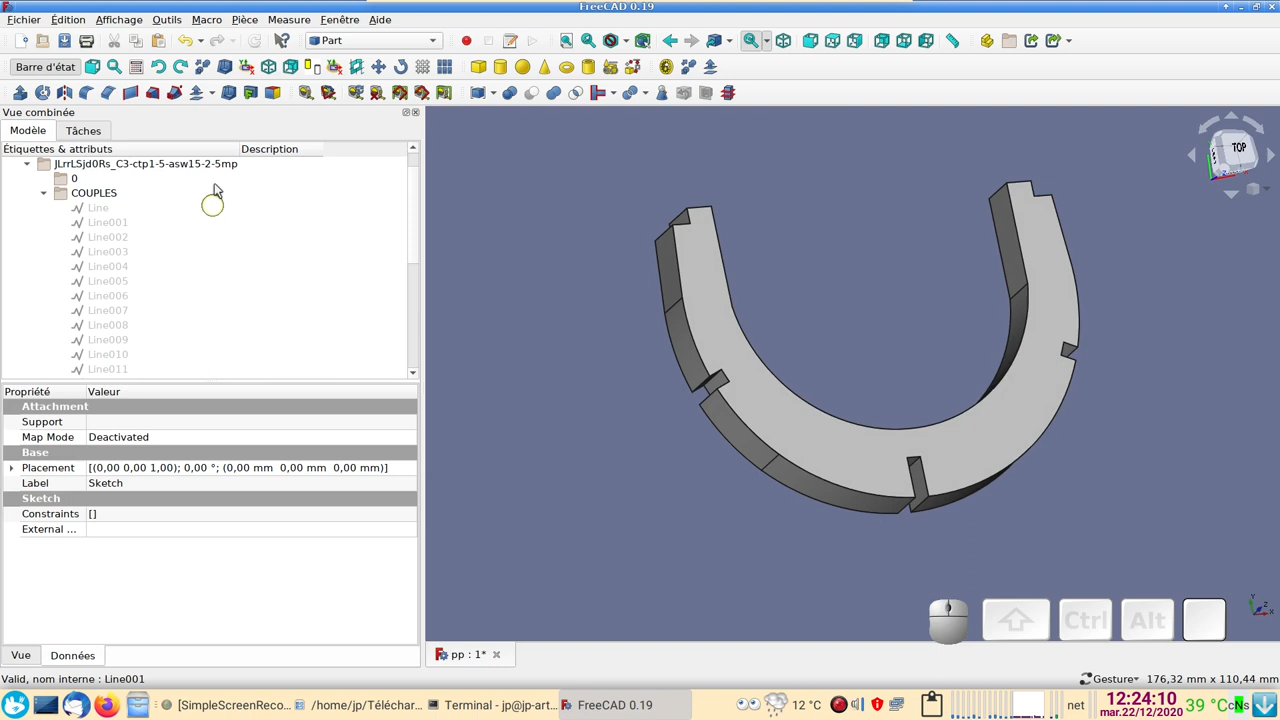 FreeCAD 0.19
Fichier Édition Affichage Outils Macro Pièce Measure Fenêtre Aide
Part
Barre d'état
Vue combinée
Modèle Tâches
Étiquettes & attributs Description
JLrrLSjd0Rs_C3-ctp1-5-asw15-2-5mp
0
COUPLES
Line
Line001
Line002
Line003
Line004
Line005
Line006
Line007
Line008
Line009
Line010
Line011
TOP
Propriété Valeur
Attachment
Support
Map Mode Deactivated
Base
Placement [(0,00 0,00 1,00); 0,00 °; (0,00 mm 0,00 mm 0,00 mm)]
Label Sketch
Sketch
Constraints []
External ...
Ctrl Alt
Vue Données
pp : 1*
Valid, nom interne : Line001
Gesture 176,32 mm x 110,44 mm
[SimpleScreenReco... /home/jp/Téléchar... Terminal - jp@jp-art... FreeCAD 0.19
12 °C
net
12:24:10
mar.22/12/2020
39 °C